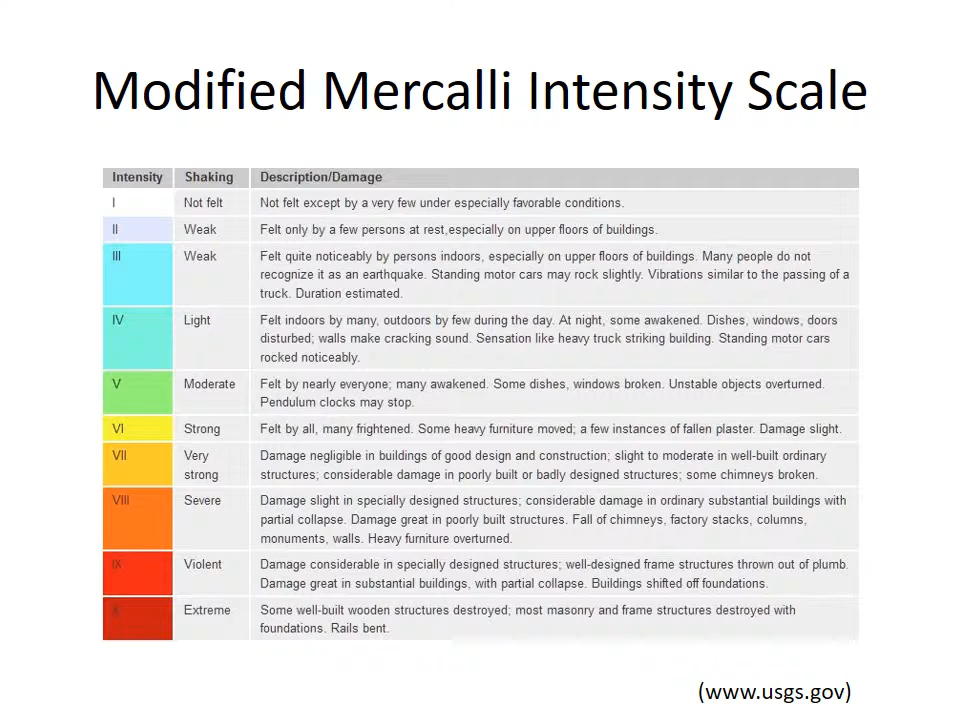 Modified Mercalli Intensity Scale
Intensity Shaking Description/Damage
I Not felt Not felt except by a very few under especially favorable conditions.
II Weak Felt only by a few persons at rest,especially on upper floors of buildings.
III Weak Felt quite noticeably by persons indoors, especially on upper floors of buildings. Many people do not
recognize it as an earthquake. Standing motor cars may rock slightly. Vibrations similar to the passing of a
truck. Duration estimated.
IV Light Felt indoors by many, outdoors by few during the day. At night, some awakened. Dishes, windows, doors
disturbed; walls make cracking sound. Sensation like heavy truck striking building. Standing motor cars
rocked noticeably.
V Moderate Felt by nearly everyone; many awakened. Some dishes, windows broken. Unstable objects overturned.
Pendulum clocks may stop.
VI Strong Felt by all, many frightened. Some heavy furniture moved; a few instances of fallen plaster. Damage slight.
VII Very Damage negligible in buildings of good design and construction; slight to moderate in well-built ordinary
strong structures; considerable damage in poorly built or badly designed structures; some chimneys broken.
VIII Severe Damage slight in specially designed structures; considerable damage in ordinary substantial buildings with
partial collapse. Damage great in poorly built structures. Fall of chimneys, factory stacks, columns,
monuments, walls. Heavy furniture overturned.
IX Violent Damage considerable in specially designed structures; well-designed frame structures thrown out of plumb.
Damage great in substantial buildings, with partial collapse. Buildings shifted off foundations.
X Extreme Some well-built wooden structures destroyed; most masonry and frame structures destroyed with
foundations. Rails bent.
(www.usgs.gov)